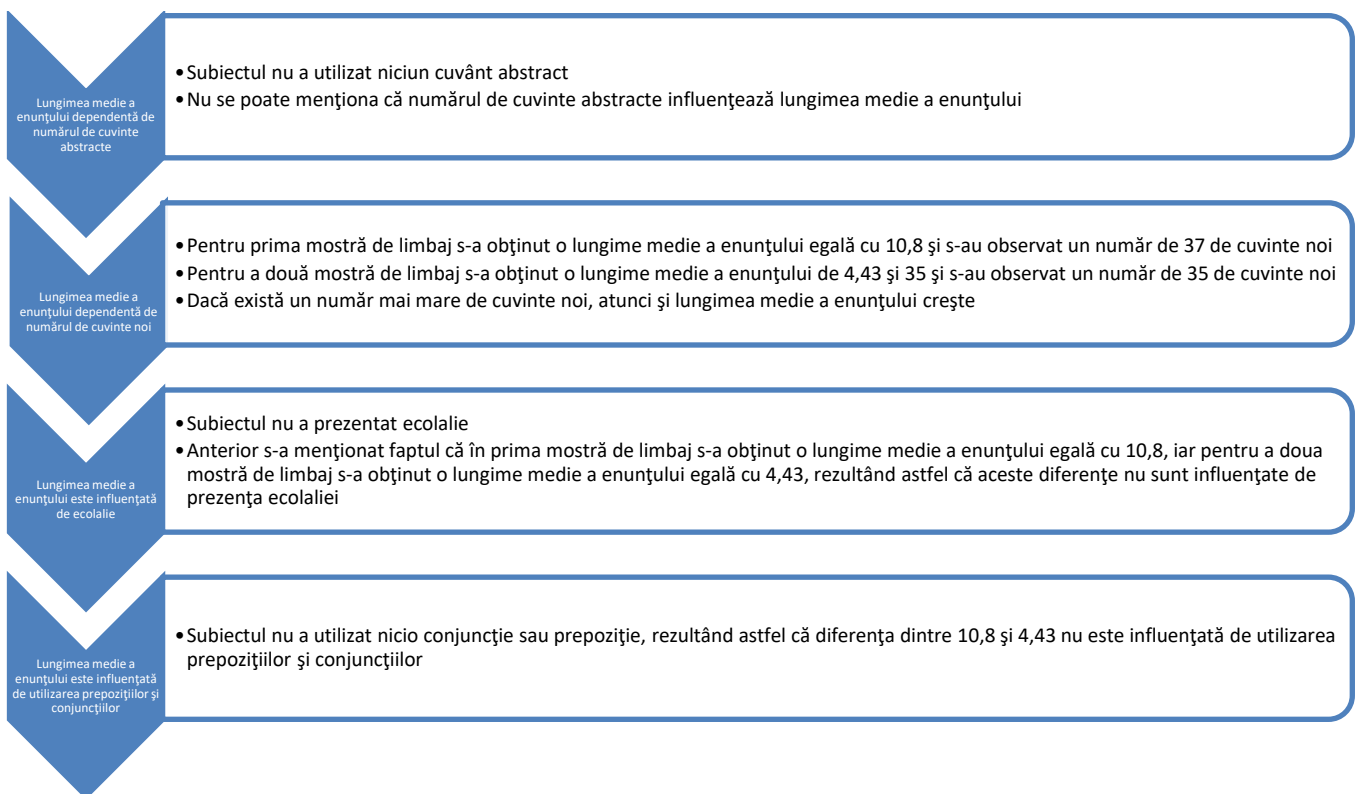 Lungimea medie a
enunţului dependentă de
numărul de cuvinte
abstracte
•Subiectul nu a utilizat niciun cuvânt abstract
•Nu se poate menţiona că numărul de cuvinte abstracte influenţează lungimea medie a enunţului
Lungimea medie a
enunţului dependentă de
numărul de cuvinte noi
•Pentru prima mostră de limbaj s-a obţinut o lungime medie a enunţului egală cu 10,8 şi s-au observat un număr de 37 de cuvinte noi
•Pentru a două mostră de limbaj s-a obţinut o lungime medie a enunţului de 4,43 şi 35 şi s-au observat un număr de 35 de cuvinte noi
•Dacă există un număr mai mare de cuvinte noi, atunci şi lungimea medie a enunţului creşte
Lungimea medie a
enunţului este influenţată
de ecolalie
•Subiectul nu a prezentat ecolalie
•Anterior s-a menţionat faptul că în prima mostră de limbaj s-a obţinut o lungime medie a enunţului egală cu 10,8, iar pentru a doua
mostră de limbaj s-a obţinut o lungime medie a enunţului egală cu 4,43, rezultând astfel că aceste diferenţe nu sunt influenţate de
prezenţa ecolaliei
Lungimea medie a
enunţului este influenţată
de utilizarea prepoziţiilor şi
conjuncţiilor
•Subiectul nu a utilizat nicio conjuncţie sau prepoziţie, rezultând astfel că diferenţa dintre 10,8 şi 4,43 nu este influenţată de utilizarea
prepoziţiilor şi conjuncţiilor